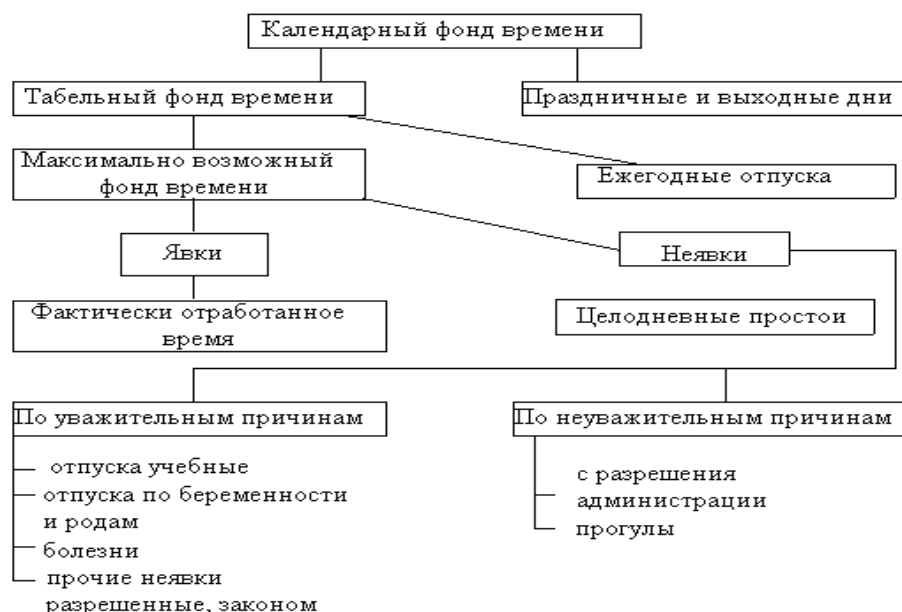 Календарный фонд времени
Табельный фонд времени
Праздничные и выходные дни
Максимально возможный
фонд времени
Ежегодные отпуска
Явки
Неявки
Фактически отработанное
время
Целодневные простои
По уважительным причинам
По неуважительным причинам
отпуска учебные
отпуска по беременности
и родам
болезни
прочие неявки
разрешенные, законом
с разрешения
администрации
прогулы